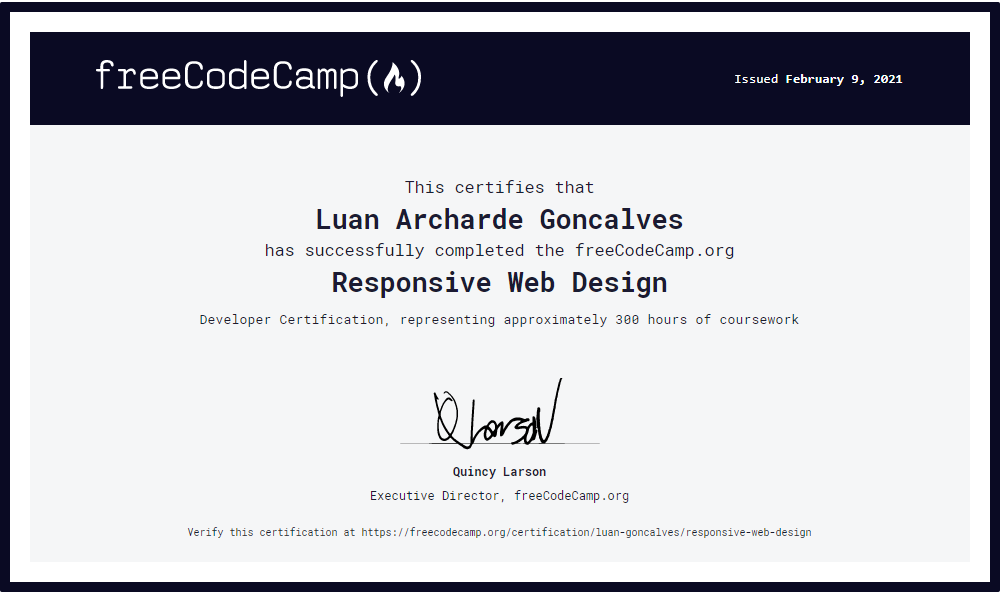 freeCodeCamp(🔥)
Issued February 9, 2021
This certifies that
Luan Archarde Goncalves
has successfully completed the freeCodeCamp.org
Responsive Web Design
Developer Certification, representing approximately 300 hours of coursework
QLarson
Quincy Larson
Executive Director, freeCodeCamp.org
Verify this certification at https://freecodecamp.org/certification/luan-goncalves/responsive-web-design